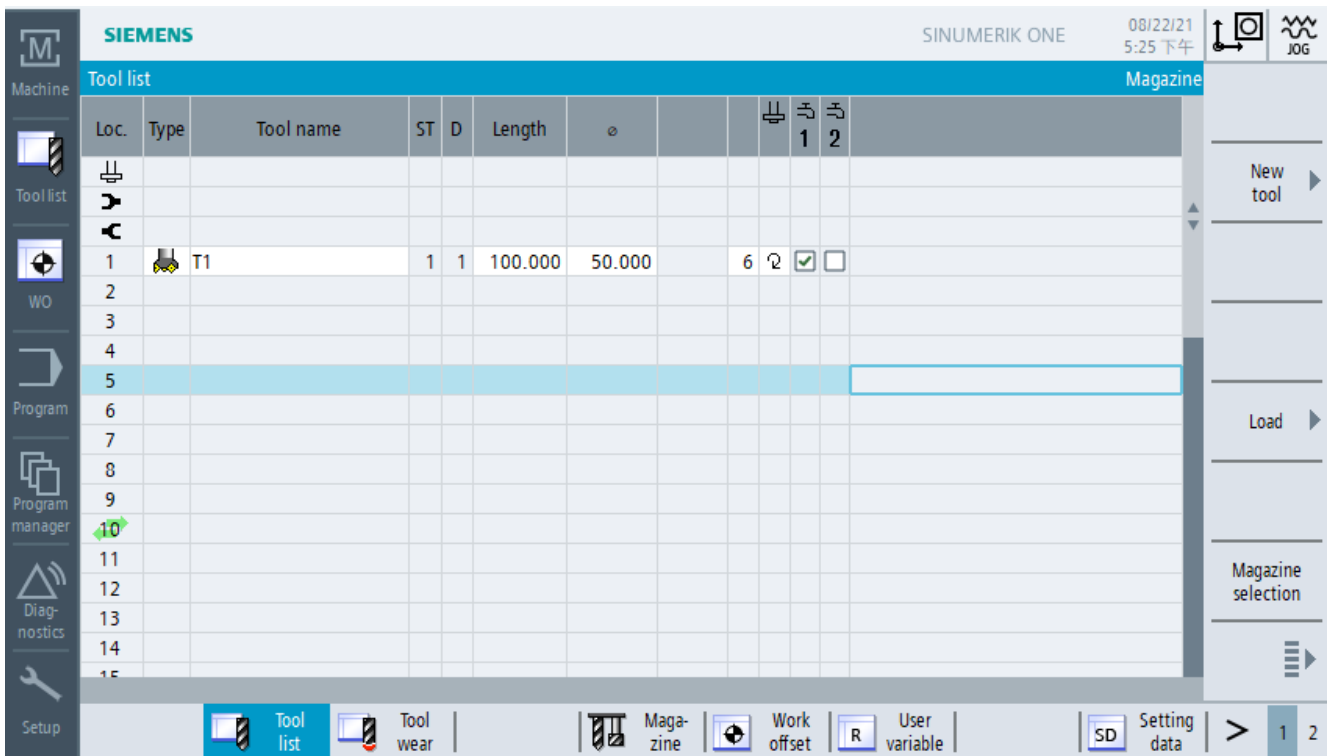 SIEMENS
SINUMERIK ONE
08/22/21
5:25 下午
JOG
M
Machine
Tool list
Magazine
Loc. Type Tool name ST D Length ⌀ 1 2
1 T1 1 1 100.000 50.000 6
2
3
4
5
6
7
8
9
10
11
12
13
14
15
Tool list
WO
Program
Program
manager
Diag-
nostics
Setup
New
tool
Load
Magazine
selection
Tool
list
Tool
wear
Maga-
zine
Work
offset
R
User
variable
SD
Setting
data
> 1 2